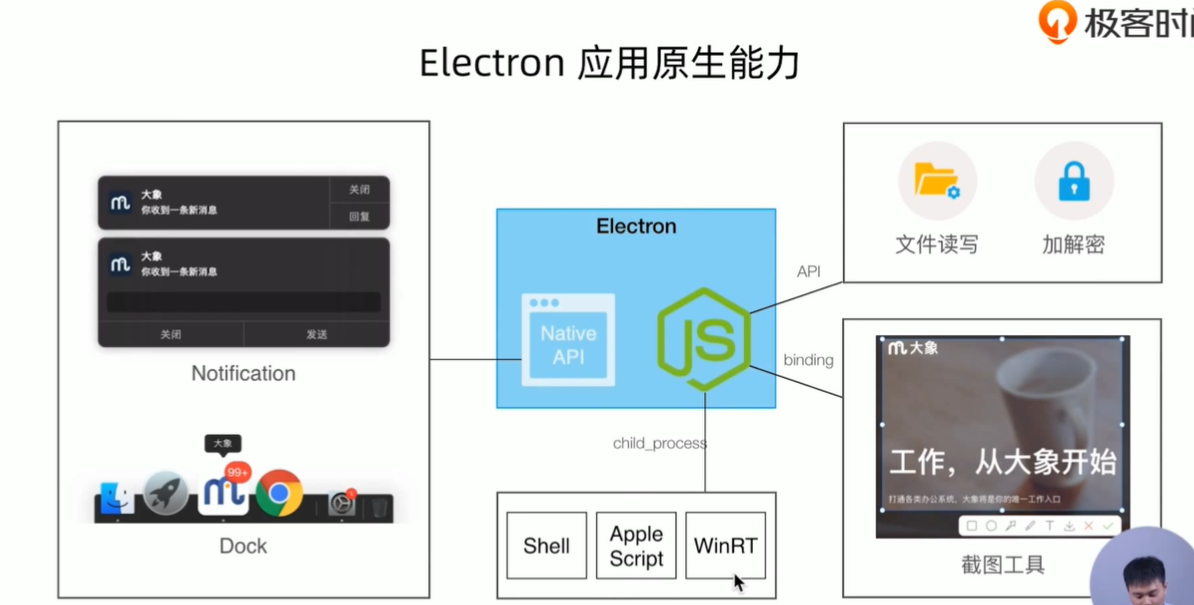 极客时间
Electron 应用原生能力
大象
你收到一条新消息
关闭
回复
大象
你收到一条新消息
关闭
发送
Notification
大象
99+
Dock
Electron
Native
API
JS
API
binding
child_process
Shell
Apple
Script
WinRT
文件读写
加解密
大象
工作，从大象开始
打通各类办公系统，大象将是你的唯一工作入口
T
截图工具